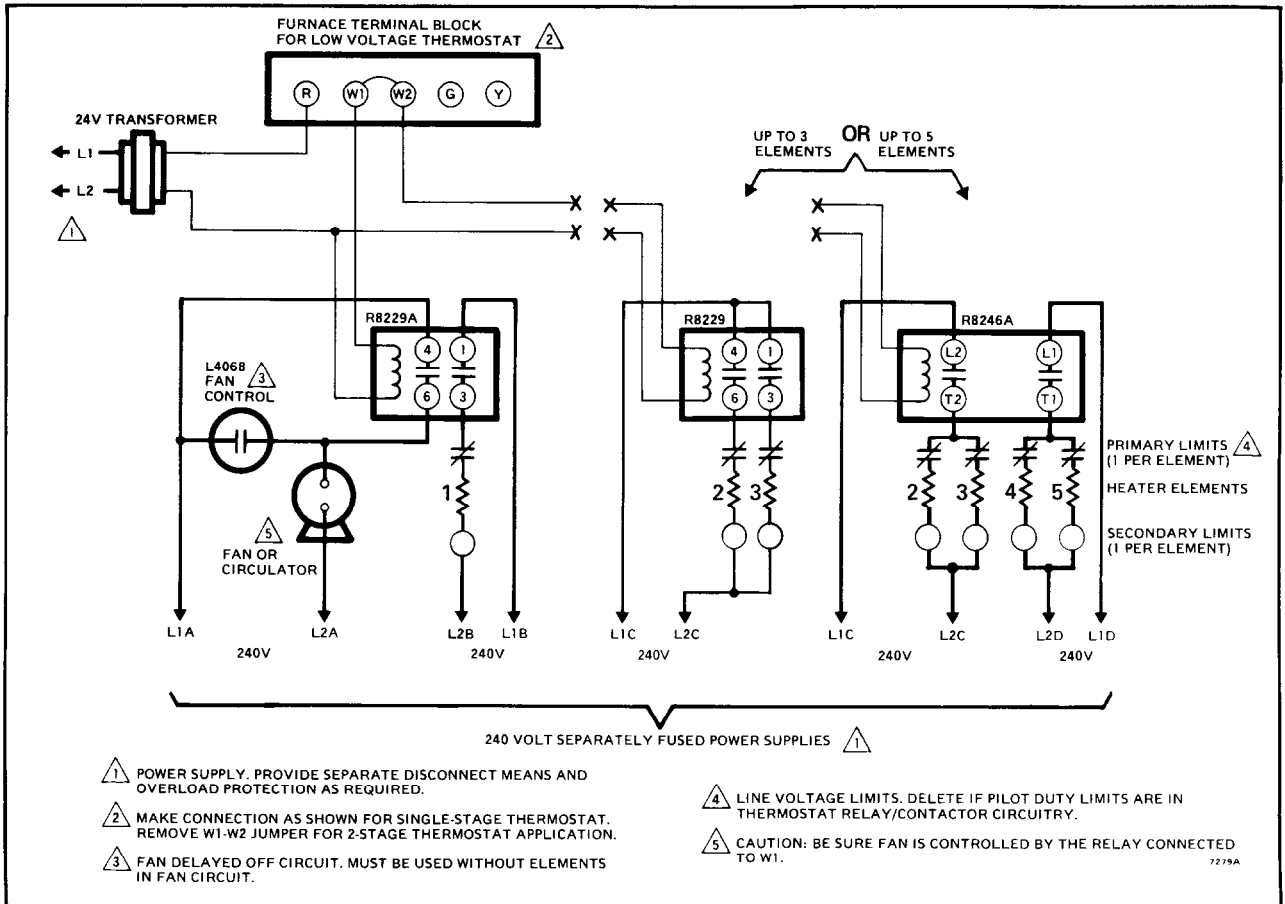 FURNACE TERMINAL BLOCK
FOR LOW VOLTAGE THERMOSTAT 2
R W1 W2 G Y
24V TRANSFORMER
L1
L2
1
UP TO 3
ELEMENTS
OR
UP TO 5
ELEMENTS
X X X
X X X
R8229A
4 1
6 3
L4068
FAN 3
CONTROL
5
FAN OR
CIRCULATOR
1
R8229
4 1
6 3
2 3
R8246A
L2 L1
T2 T1
2 3 4 5
PRIMARY LIMITS 4
(1 PER ELEMENT)
HEATER ELEMENTS
SECONDARY LIMITS
(1 PER ELEMENT)
L1A L2A L2B L1B L1C L2C L1C L2C L2D L1D
240V 240V 240V 240V 240V
240 VOLT SEPARATELY FUSED POWER SUPPLIES 1
1 POWER SUPPLY. PROVIDE SEPARATE DISCONNECT MEANS AND
OVERLOAD PROTECTION AS REQUIRED.
2 MAKE CONNECTION AS SHOWN FOR SINGLE-STAGE THERMOSTAT.
REMOVE W1-W2 JUMPER FOR 2-STAGE THERMOSTAT APPLICATION.
3 FAN DELAYED OFF CIRCUIT. MUST BE USED WITHOUT ELEMENTS
IN FAN CIRCUIT.
4 LINE VOLTAGE LIMITS. DELETE IF PILOT DUTY LIMITS ARE IN
THERMOSTAT RELAY/CONTACTOR CIRCUITRY.
5 CAUTION: BE SURE FAN IS CONTROLLED BY THE RELAY CONNECTED
TO W1.
7279A